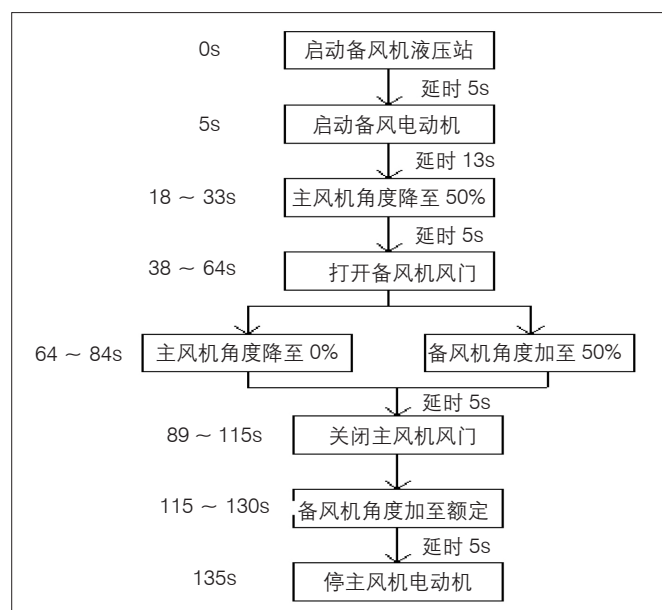 0s 启动备风机液压站
延时 5s
5s 启动备风电动机
延时 13s
18 ~ 33s 主风机角度降至 50%
延时 5s
38 ~ 64s 打开备风机风门
64 ~ 84s 主风机角度降至 0% 备风机角度加至 50%
延时 5s
89 ~ 115s 关闭主风机风门
115 ~ 130s 备风机角度加至额定
延时 5s
135s 停主风机电动机